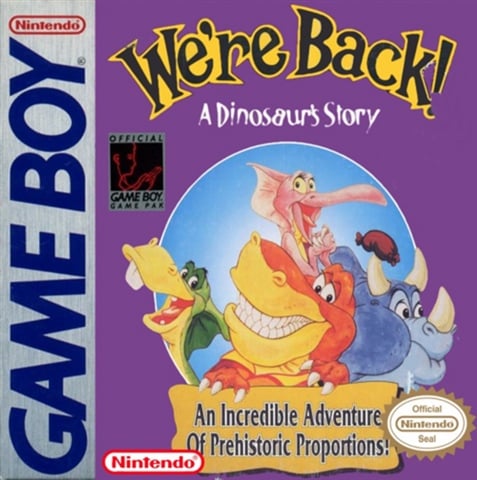 Nintendo
GAME BOY
We're Back!
A Dinosaur's Story
OFFICIAL
GAME BOY
GAME PAK
An Incredible Adventure
Of Prehistoric Proportions!
Nintendo
Official
Nintendo
Seal